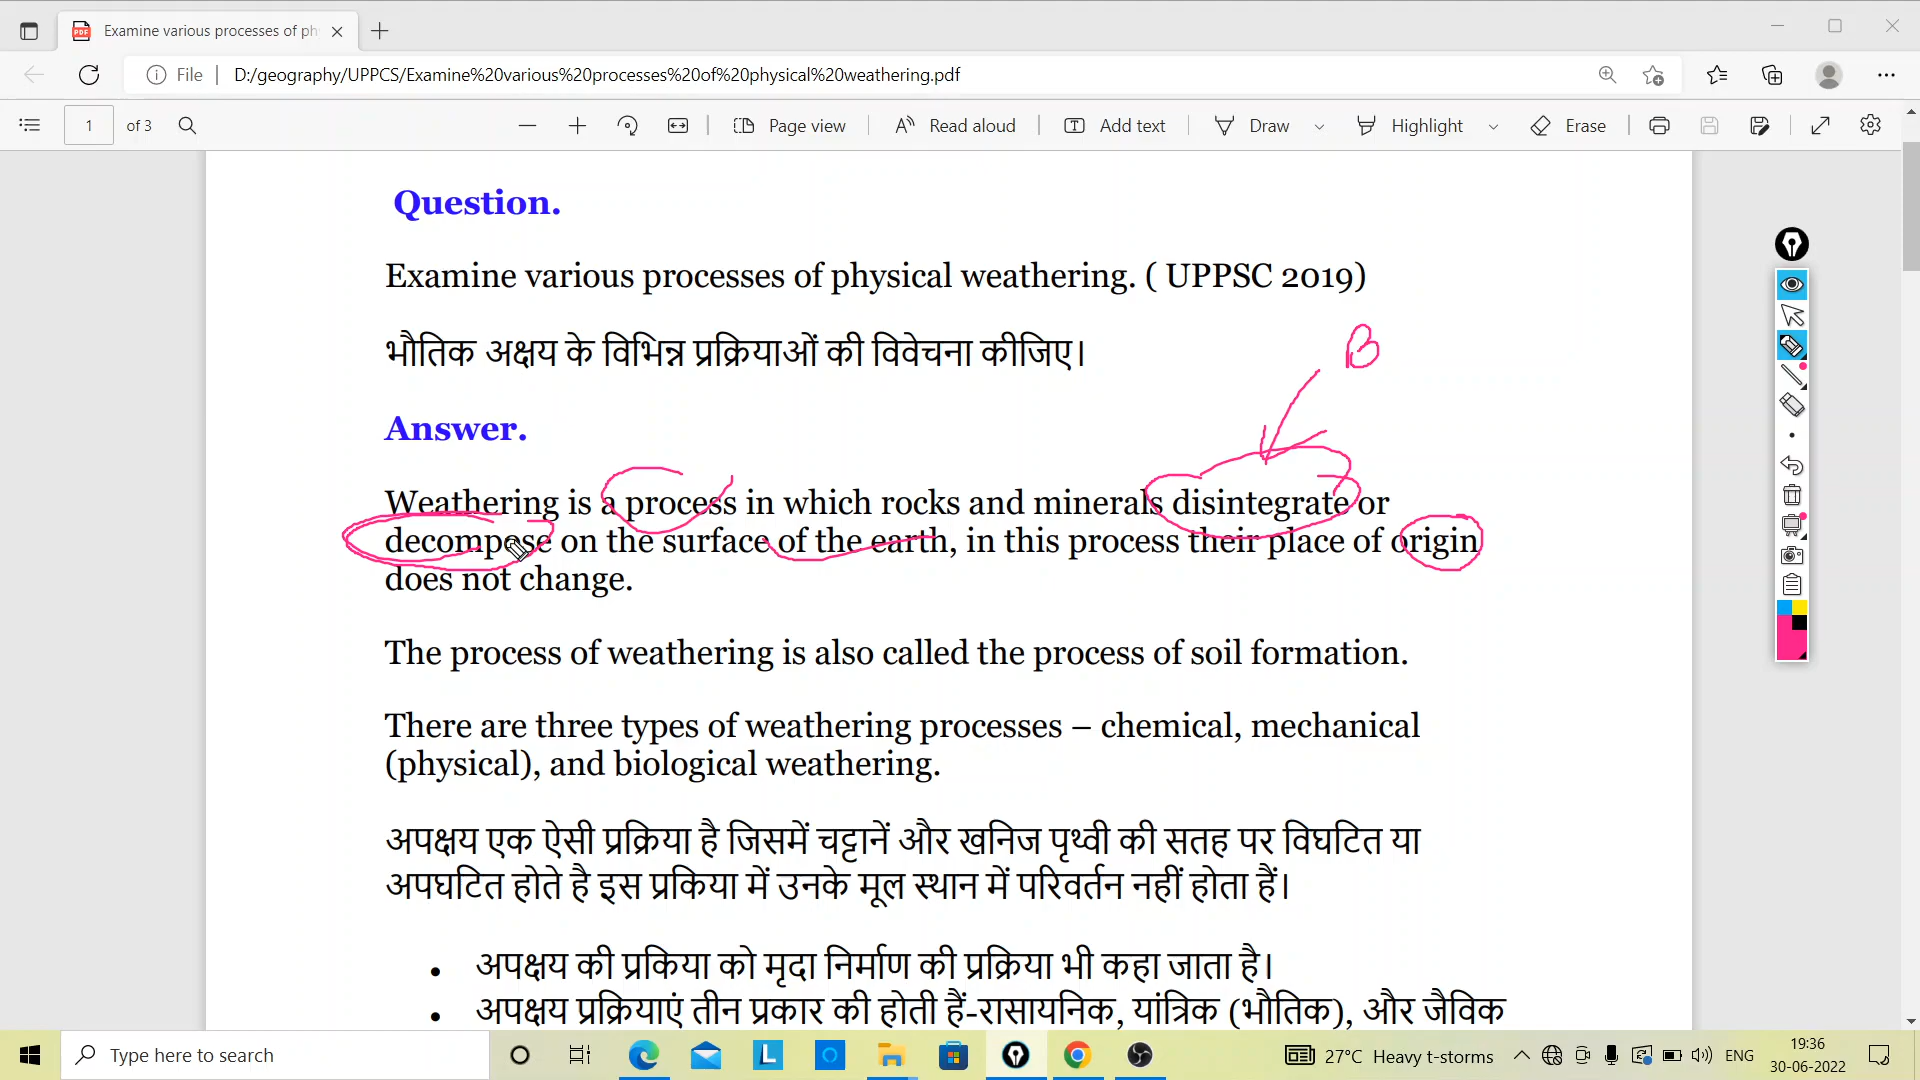 Examine various processes of ph
File
D:/geography/UPPCS/Examine%20various%20processes%20of%20physical%20weathering.pdf
1 of 3
Page view
Read aloud
Add text
Draw
Highlight
Erase
Question.
Examine various processes of physical weathering. ( UPPSC 2019)
भौतिक अक्षय के विभिन्न प्रक्रियाओं की विवेचना कीजिए।
B
Answer.
Weathering is a process in which rocks and minerals disintegrate or
decompose on the surface of the earth, in this process their place of origin
does not change.
The process of weathering is also called the process of soil formation.
There are three types of weathering processes – chemical, mechanical
(physical), and biological weathering.
अपक्षय एक ऐसी प्रक्रिया है जिसमें चट्टानें और खनिज पृथ्वी की सतह पर विघटित या
अपघटित होते है इस प्रकिया में उनके मूल स्थान में परिवर्तन नहीं होता हैं।
• अपक्षय की प्रकिया को मृदा निर्माण की प्रक्रिया भी कहा जाता है।
• अपक्षय प्रक्रियाएं तीन प्रकार की होती हैं-रासायनिक, यांत्रिक (भौतिक), और जैविक
Type here to search
27°C Heavy t-storms
ENG
19:36
30-06-2022